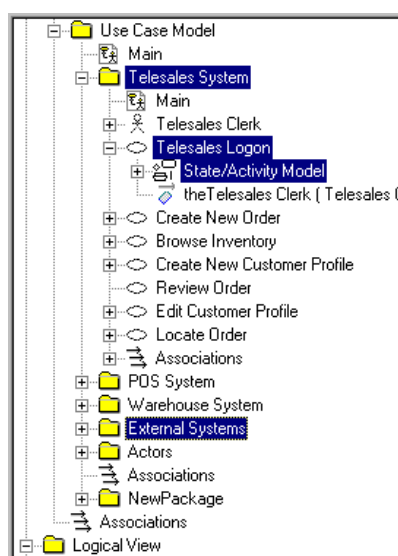 Use Case Model
Main
Telesales System
Main
Telesales Clerk
Telesales Logon
State/Activity Model
theTelesales Clerk ( Telesales
Create New Order
Browse Inventory
Create New Customer Profile
Review Order
Edit Customer Profile
Locate Order
Associations
POS System
Warehouse System
External Systems
Actors
Associations
NewPackage
Associations
Logical View